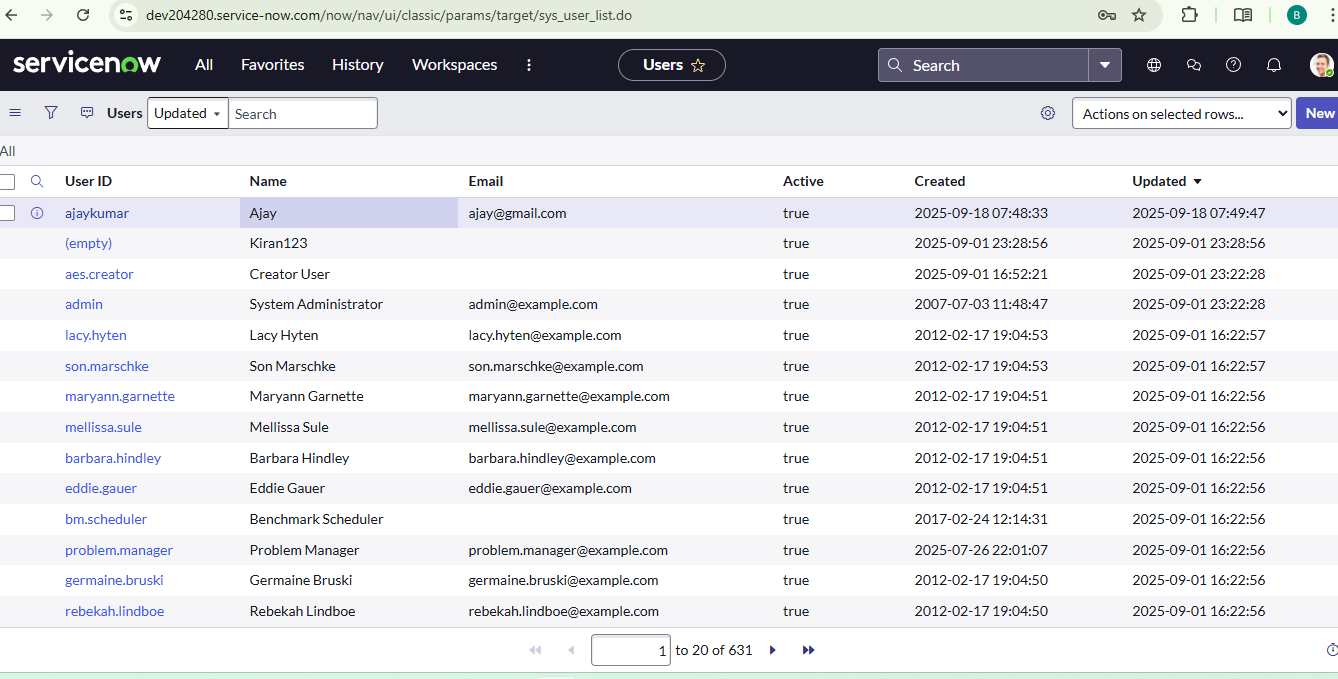 dev204280.service-now.com/now/nav/ui/classic/params/target/sys_user_list.do B
servicenow All Favorites History Workspaces Users Search
Users Updated Search Actions on selected rows... New
All
User ID Name Email Active Created Updated
ajaykumar Ajay ajay@gmail.com true 2025-09-18 07:48:33 2025-09-18 07:49:47
(empty) Kiran123 true 2025-09-01 23:28:56 2025-09-01 23:28:56
aes.creator Creator User true 2025-09-01 16:52:21 2025-09-01 23:22:28
admin System Administrator admin@example.com true 2007-07-03 11:48:47 2025-09-01 23:22:28
lacy.hyten Lacy Hyten lacy.hyten@example.com true 2012-02-17 19:04:53 2025-09-01 16:22:57
son.marschke Son Marschke son.marschke@example.com true 2012-02-17 19:04:53 2025-09-01 16:22:57
maryann.garnette Maryann Garnette maryann.garnette@example.com true 2012-02-17 19:04:51 2025-09-01 16:22:56
mellissa.sule Mellissa Sule mellissa.sule@example.com true 2012-02-17 19:04:51 2025-09-01 16:22:56
barbara.hindley Barbara Hindley barbara.hindley@example.com true 2012-02-17 19:04:51 2025-09-01 16:22:56
eddie.gauer Eddie Gauer eddie.gauer@example.com true 2012-02-17 19:04:51 2025-09-01 16:22:56
bm.scheduler Benchmark Scheduler true 2017-02-24 12:14:31 2025-09-01 16:22:56
problem.manager Problem Manager problem.manager@example.com true 2025-07-26 22:01:07 2025-09-01 16:22:56
germaine.bruski Germaine Bruski germaine.bruski@example.com true 2012-02-17 19:04:50 2025-09-01 16:22:56
rebekah.lindboe Rebekah Lindboe rebekah.lindboe@example.com true 2012-02-17 19:04:50 2025-09-01 16:22:56
1 to 20 of 631